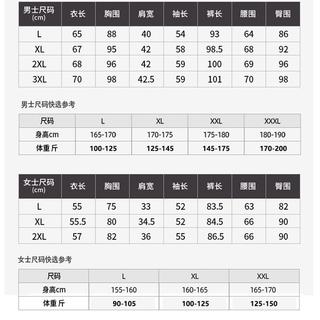 男士尺码(cm) 衣长 胸围 肩宽 袖长 裤长 腰围 臀围
L 65 88 40 54 93 64 86
XL 67 95 42 58 98.5 68 92
2XL 68 96 42 59 100 69 96
3XL 70 98 42.5 59 101 70 98
男士尺码快选参考
尺码 L XL XXL XXXL
身高cm 165-170 170-175 175-180 180-190
体重 斤 100-125 125-145 145-175 170-200
女士尺码(cm) 衣长 胸围 肩宽 袖长 裤长 腰围 臀围
L 55 75 33 52 83.5 63 82
XL 55.5 80 34.5 52 84.5 66 90
2XL 57 82 36 55 86.5 66 90
女士尺码快选参考
尺码 L XL XXL
身高cm 155-160 160-165 165-170
体重 斤 90-105 100-125 125-150